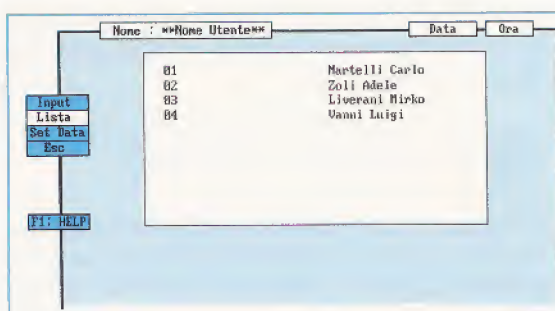 Nome : **Nome Utente** Data Ora
01 Martelli Carlo
02 Zoli Adele
03 Liverani Mirko
04 Vanni Luigi
Input
Lista
Set Data
Esc
F1: HELP